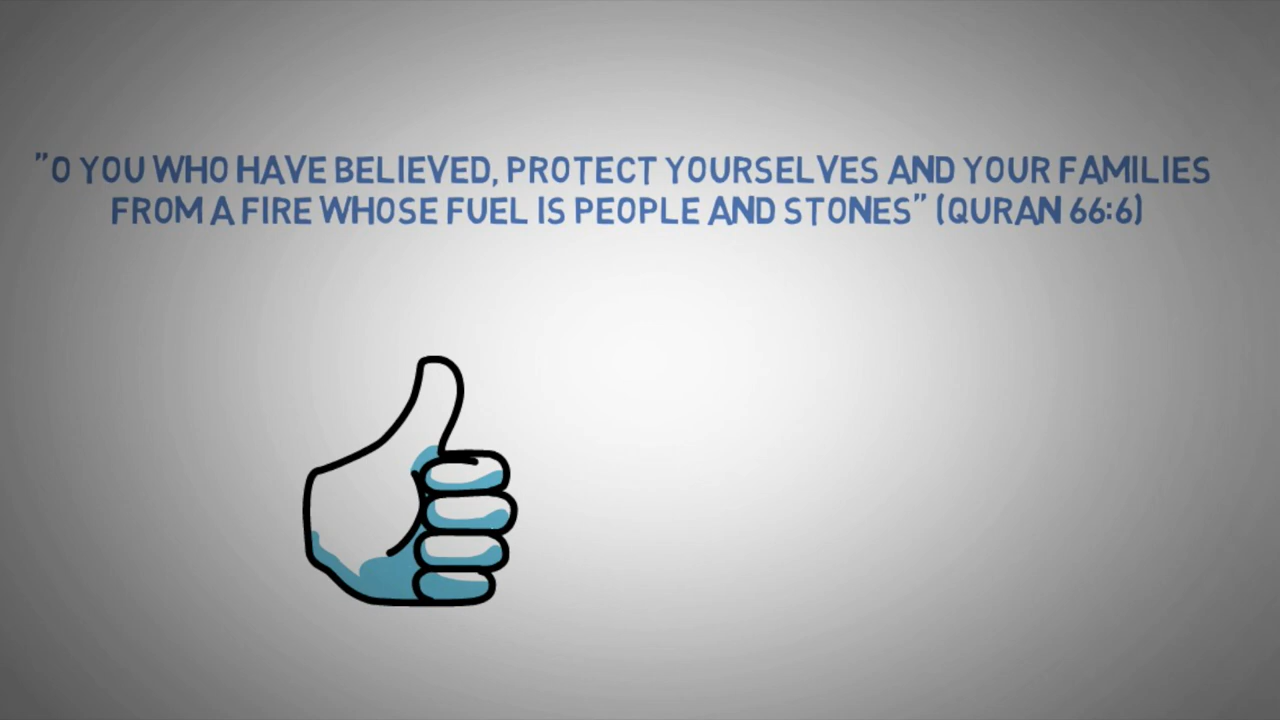 "O YOU WHO HAVE BELIEVED, PROTECT YOURSELVES AND YOUR FAMILIES
FROM A FIRE WHOSE FUEL IS PEOPLE AND STONES" (QURAN 66:6)